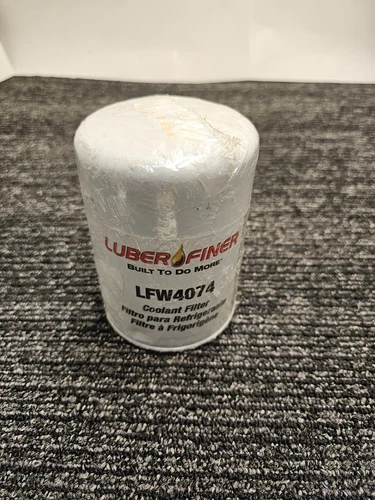 LUBER FINER
BUILT TO DO MORE
LFW4074
Coolant Filter
Filtro para Refrigerante
Filtre à Frigorigène